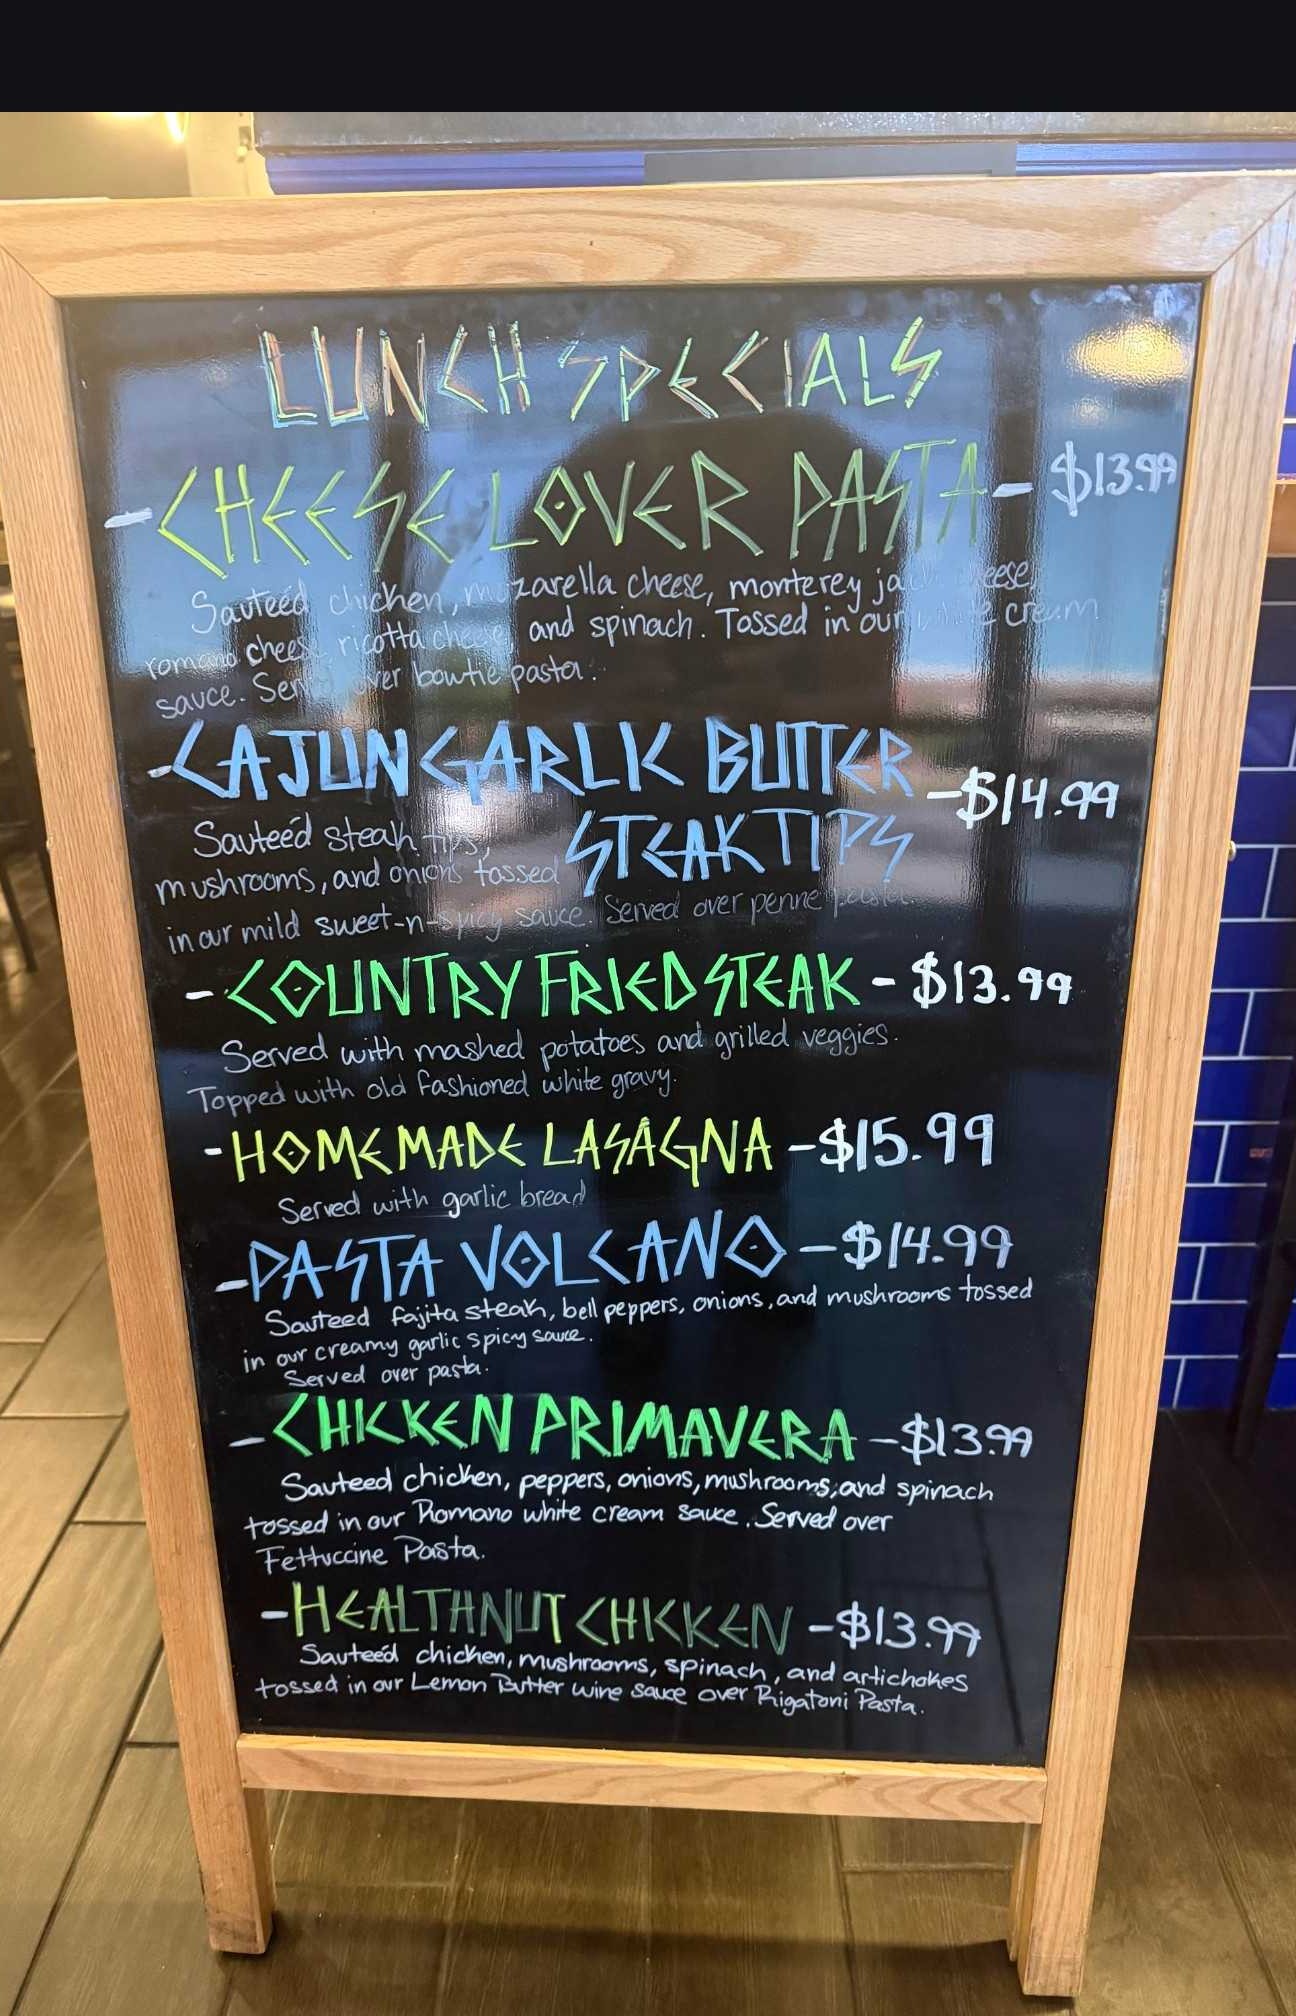 LUNCH SPECIALS
- CHEESE LOVER PASTA - $13.99
Sauteéd chicken, mozzarella cheese, monterey jack cheese,
romano cheese, ricotta cheese, and spinach. Tossed in our white cream
sauce. Served over bowtie pasta.
- CAJUN GARLIC BUTTER
STEAK TIPS - $14.99
Sauteéd steak tips,
mushrooms, and onions tossed
in our mild sweet-n-spicy sauce. Served over penne pasta.
- COUNTRY FRIED STEAK - $13.99
Served with mashed potatoes and grilled veggies.
Topped with old fashioned white gravy.
- HOMEMADE LASAGNA - $15.99
Served with garlic bread
- PASTA VOLCANO - $14.99
Sauteed fajita steak, bell peppers, onions, and mushrooms tossed
in our creamy garlic spicy sauce.
Served over pasta.
- CHICKEN PRIMAVERA - $13.99
Sauteed chicken, peppers, onions, mushrooms, and spinach
tossed in our Romano white cream sauce. Served over
Fettuccine Pasta.
- HEALTHNUT CHICKEN - $13.99
Sauteéd chicken, mushrooms, spinach, and artichokes
tossed in our Lemon Butter wine sauce over Rigatoni Pasta.